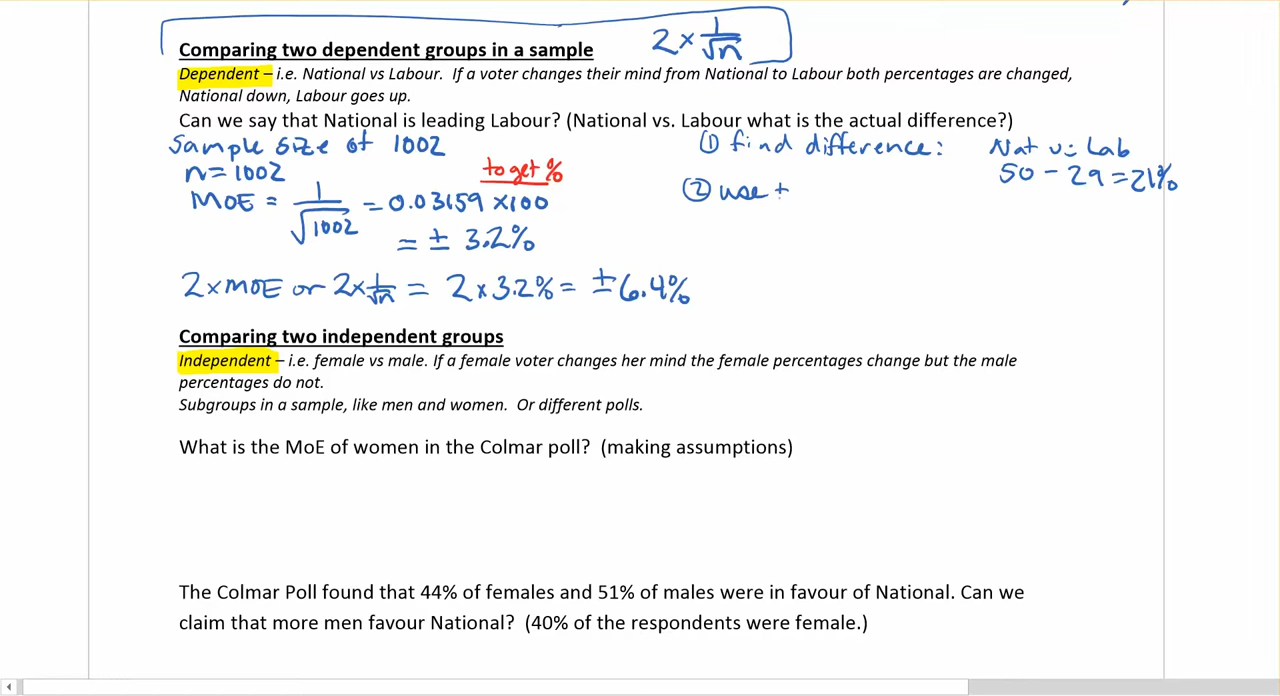 Comparing two dependent groups in a sample 2 × 1/√n
Dependent – i.e. National vs Labour. If a voter changes their mind from National to Labour both percentages are changed,
National down, Labour goes up.
Can we say that National is leading Labour? (National vs. Labour what is the actual difference?)
Sample size of 1002
① find difference: Nat vs Lab
50 - 29 = 21%
n = 1002
to get %
MOE = 1/√1002 = 0.03159 × 100
② use +
= ± 3.2%
2 × MOE or 2 × 1/√n = 2 × 3.2% = ± 6.4%
Comparing two independent groups
Independent – i.e. female vs male. If a female voter changes her mind the female percentages change but the male
percentages do not.
Subgroups in a sample, like men and women. Or different polls.
What is the MoE of women in the Colmar poll? (making assumptions)
The Colmar Poll found that 44% of females and 51% of males were in favour of National. Can we
claim that more men favour National? (40% of the respondents were female.)